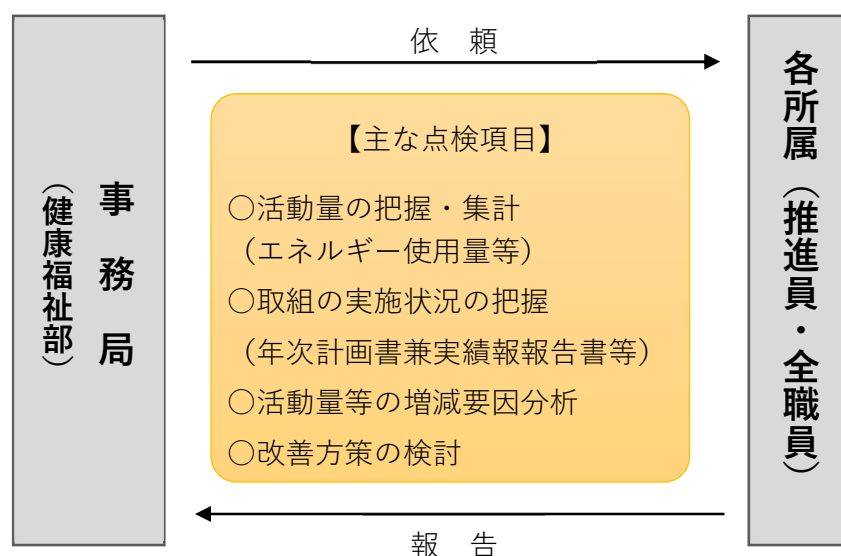 依　頼
事務局
（健康福祉部）
【主な点検項目】
○活動量の把握・集計
（エネルギー使用量等）
○取組の実施状況の把握
（年次計画書兼実績報報告書等）
○活動量等の増減要因分析
○改善方策の検討
各所属（推進員・全職員）
報　告